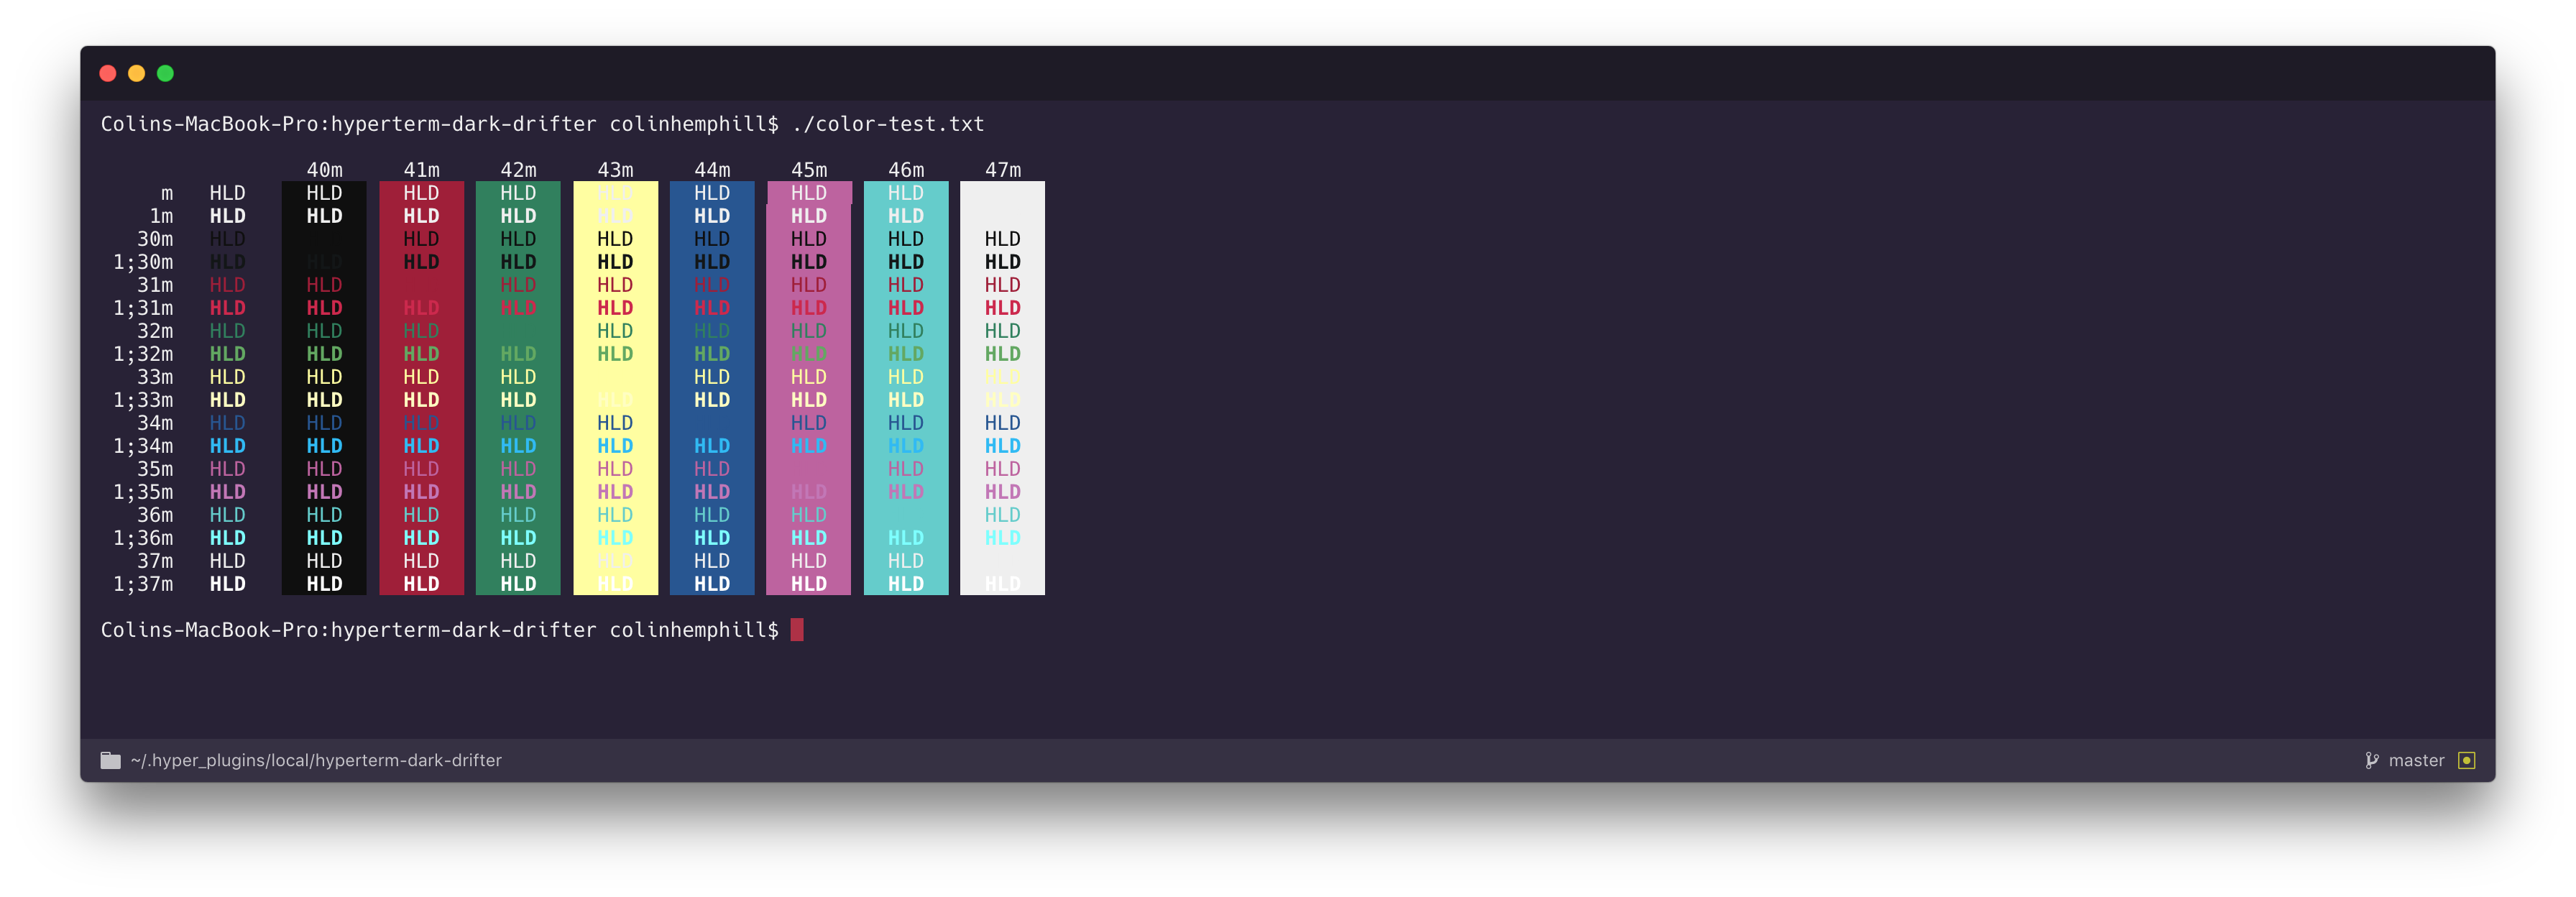 Colins-MacBook-Pro:hyperterm-dark-drifter colinhemphill$ ./color-test.txt
40m 41m 42m 43m 44m 45m 46m 47m
m HLD HLD HLD HLD HLD HLD HLD HLD
1m HLD HLD HLD HLD HLD HLD HLD HLD
30m HLD HLD HLD HLD HLD HLD HLD HLD
1;30m HLD HLD HLD HLD HLD HLD HLD HLD HLD
31m HLD HLD HLD HLD HLD HLD HLD HLD
1;31m HLD HLD HLD HLD HLD HLD HLD HLD HLD
32m HLD HLD HLD HLD HLD HLD HLD HLD
1;32m HLD HLD HLD HLD HLD HLD HLD HLD HLD
33m HLD HLD HLD HLD HLD HLD HLD HLD
1;33m HLD HLD HLD HLD HLD HLD HLD HLD HLD
34m HLD HLD HLD HLD HLD HLD HLD HLD
1;34m HLD HLD HLD HLD HLD HLD HLD HLD HLD
35m HLD HLD HLD HLD HLD HLD HLD HLD
1;35m HLD HLD HLD HLD HLD HLD HLD HLD HLD
36m HLD HLD HLD HLD HLD HLD HLD HLD
1;36m HLD HLD HLD HLD HLD HLD HLD HLD HLD
37m HLD HLD HLD HLD HLD HLD HLD HLD
1;37m HLD HLD HLD HLD HLD HLD HLD HLD HLD
Colins-MacBook-Pro:hyperterm-dark-drifter colinhemphill$
~/.hyper_plugins/local/hyperterm-dark-drifter master